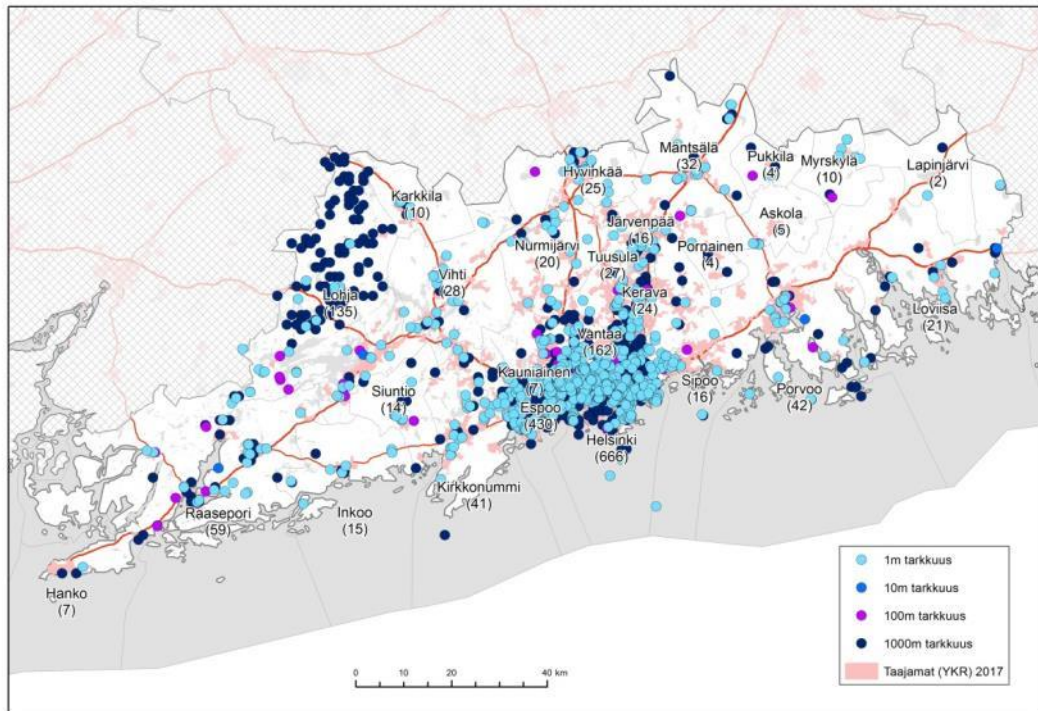 Mäntsälä
(32)
Pukkila
(4)
Myrskylä
(10)
Lapinjärvi
(2)
Hyvinkää
(25)
Karkkila
(10)
Askola
(5)
Järvenpää
(16)
Pornainen
(4)
Nurmijärvi
(20)
Tuusula
(27)
Vihti
(28)
Kerava
(24)
Lohja
(135)
Loviisa
(21)
Vantaa
(162)
Kauniainen
(7)
Sipoo
(16)
Porvoo
(42)
Siuntio
(14)
Espoo
(430)
Helsinki
(666)
Kirkkonummi
(41)
Raasepori
(59)
Inkoo
(15)
Hanko
(7)
1m tarkkuus
10m tarkkuus
100m tarkkuus
1000m tarkkuus
Taajamat (YKR) 2017
0 10 20 40 km